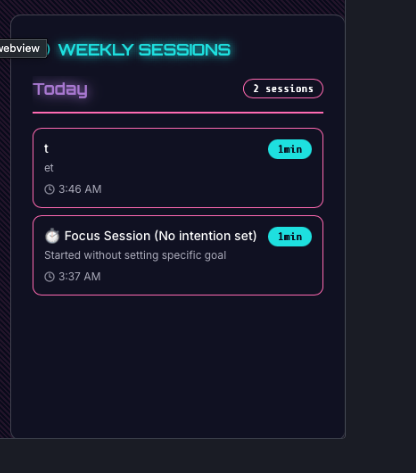 webview
WEEKLY SESSIONS
Today
2 sessions
t
1min
et
3:46 AM
Focus Session (No intention set)
1min
Started without setting specific goal
3:37 AM